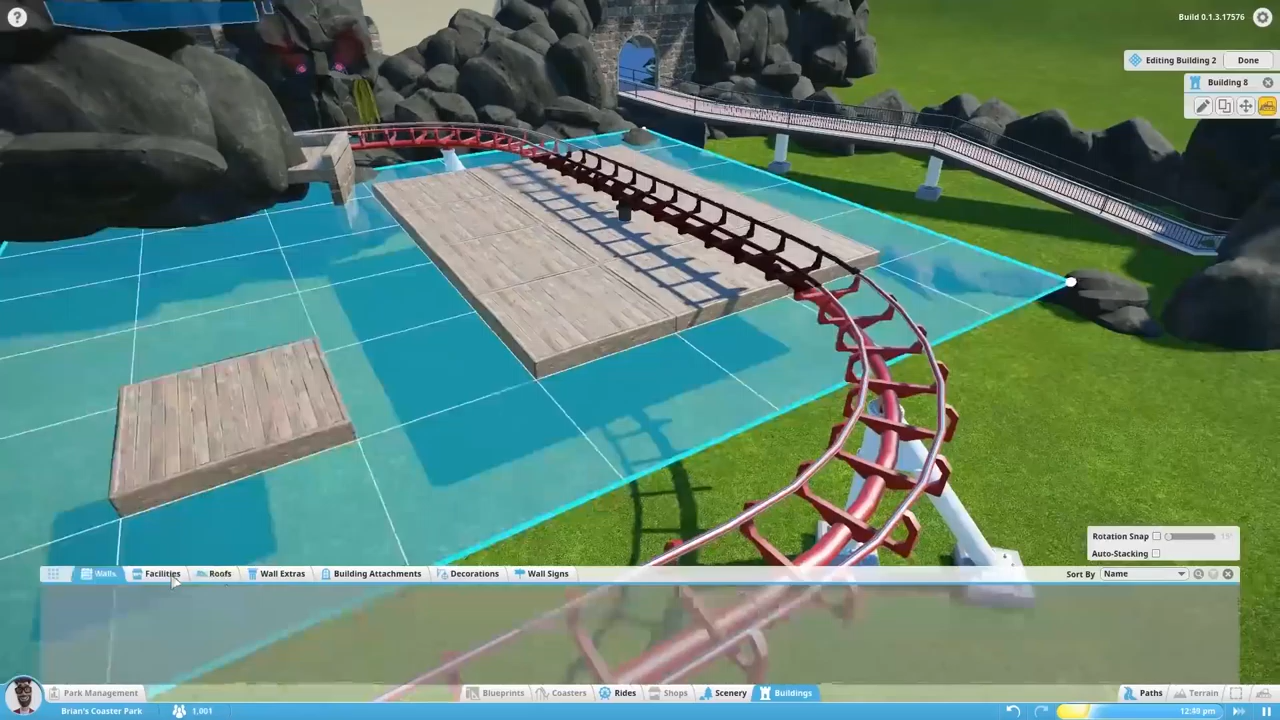 ?
Build 0.1.3.17576
Editing Building 2 Done
Building 8
Rotation Snap 15°
Auto-Stacking
Walls Facilities Roofs Wall Extras Building Attachments Decorations Wall Signs Sort By Name
Park Management Blueprints Coasters Rides Shops Scenery Buildings Paths Terrain
Brian's Coaster Park 1,001 12:48 pm